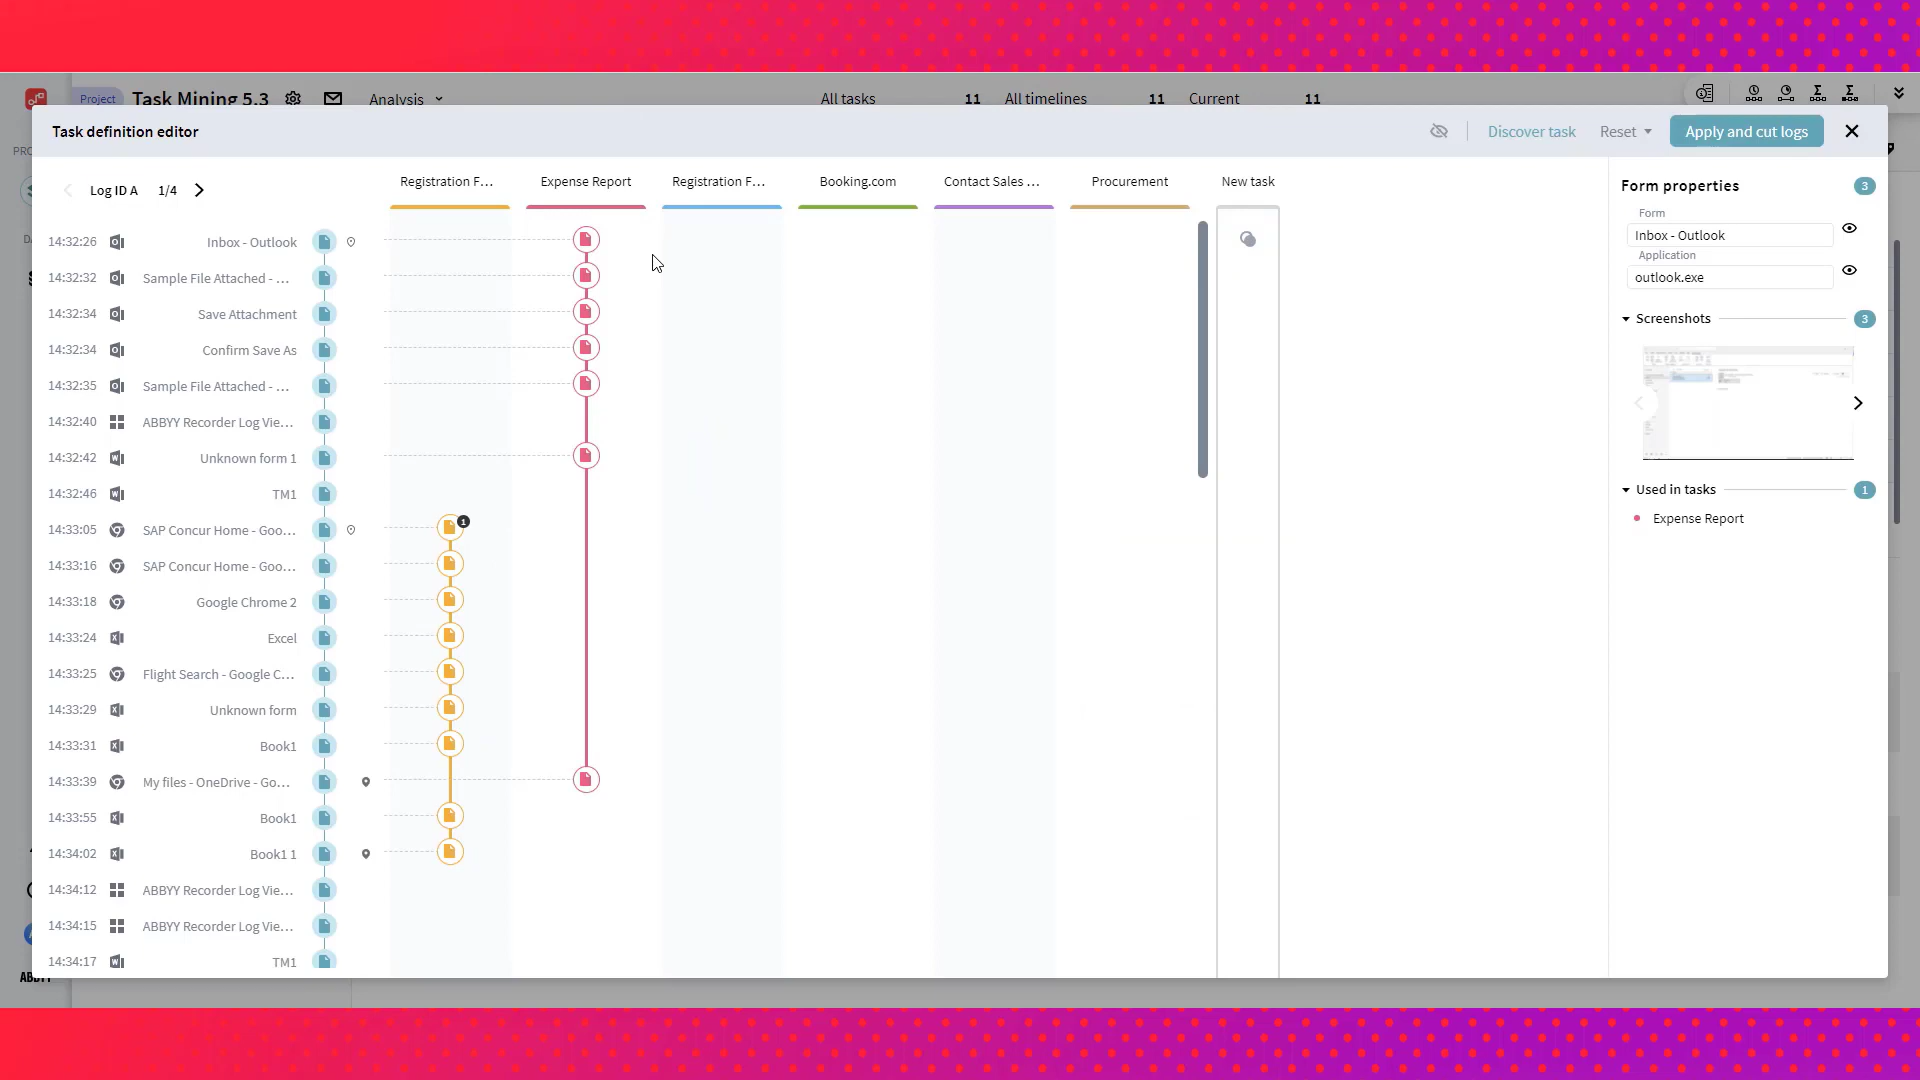 Project Task Mining 5.3 Analysis All tasks 11 All timelines 11 Current 11
Task definition editor Discover task Reset Apply and cut logs
Log ID A 1/4
Registration F... Expense Report Registration F... Booking.com Contact Sales ... Procurement New task
14:32:26 Inbox - Outlook
14:32:32 Sample File Attached - ...
14:32:34 Save Attachment
14:32:34 Confirm Save As
14:32:35 Sample File Attached - ...
14:32:40 ABBYY Recorder Log Vie...
14:32:42 Unknown form 1
14:32:46 TM1
14:33:05 SAP Concur Home - Goo... 1
14:33:16 SAP Concur Home - Goo...
14:33:18 Google Chrome 2
14:33:24 Excel
14:33:25 Flight Search - Google C...
14:33:29 Unknown form
14:33:31 Book1
14:33:39 My files - OneDrive - Go...
14:33:55 Book1
14:34:02 Book1 1
14:34:12 ABBYY Recorder Log Vie...
14:34:15 ABBYY Recorder Log Vie...
14:34:17 TM1
Form properties 3
Form
Inbox - Outlook
Application
outlook.exe
Screenshots 3
Used in tasks 1
Expense Report